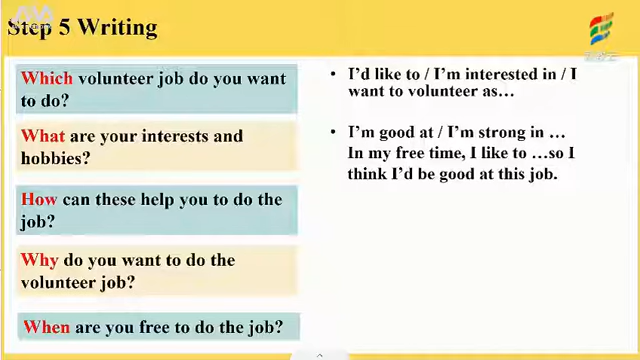 Step 5 Writing
Which volunteer job do you want
to do?
What are your interests and
hobbies?
How can these help you to do the
job?
Why do you want to do the
volunteer job?
When are you free to do the job?
• I’d like to / I’m interested in / I
want to volunteer as…
• I’m good at / I’m strong in …
In my free time, I like to …so I
think I’d be good at this job.